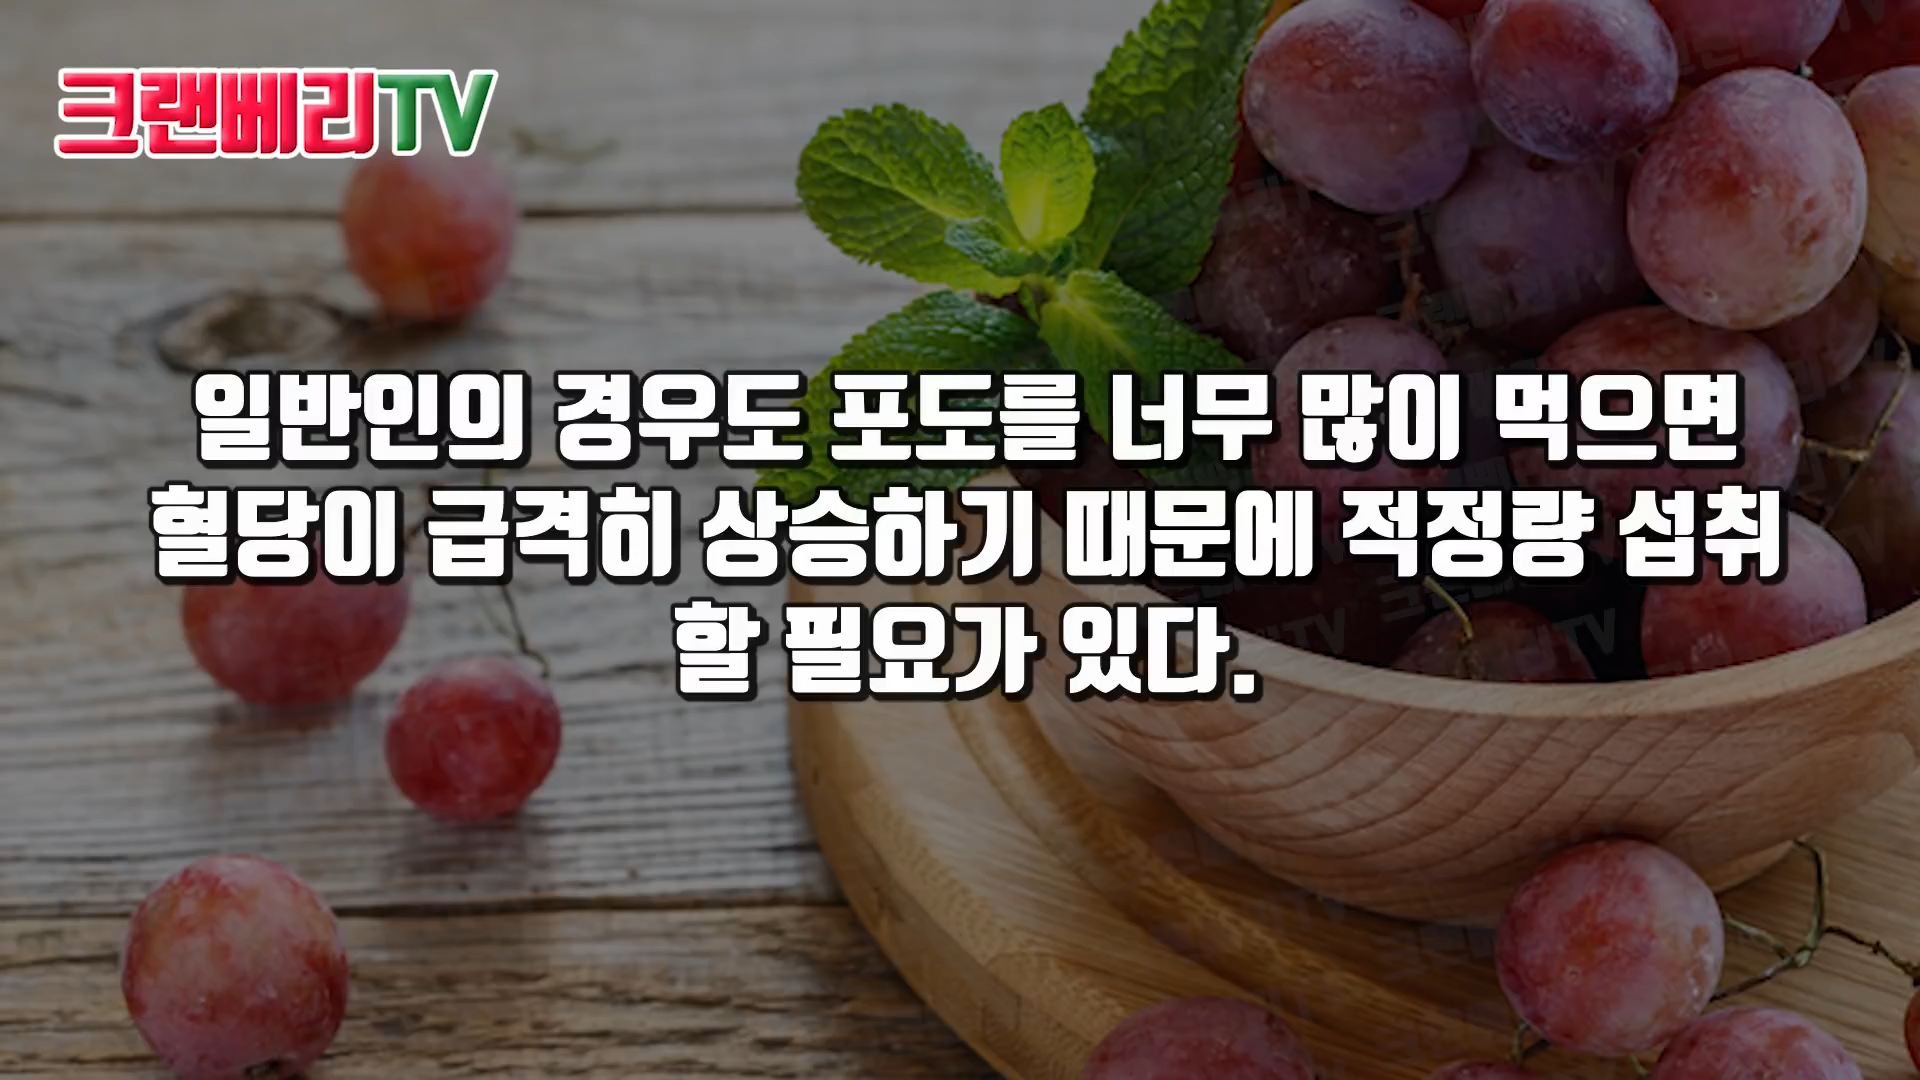 크랜베리TV
일반인의 경우도 포도를 너무 많이 먹으면
혈당이 급격히 상승하기 때문에 적정량 섭취
할 필요가 있다.